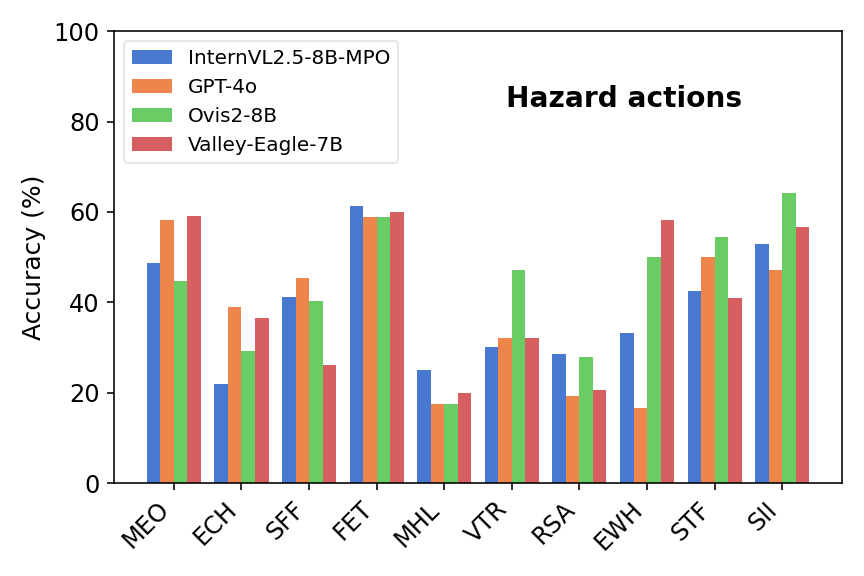 100
80
60
40
20
0
Accuracy (%)
InternVL2.5-8B-MPO
GPT-4o
Ovis2-8B
Valley-Eagle-7B
Hazard actions
MEO
ECH
SFF
FET
MHL
VTR
RSA
EWH
STF
SII